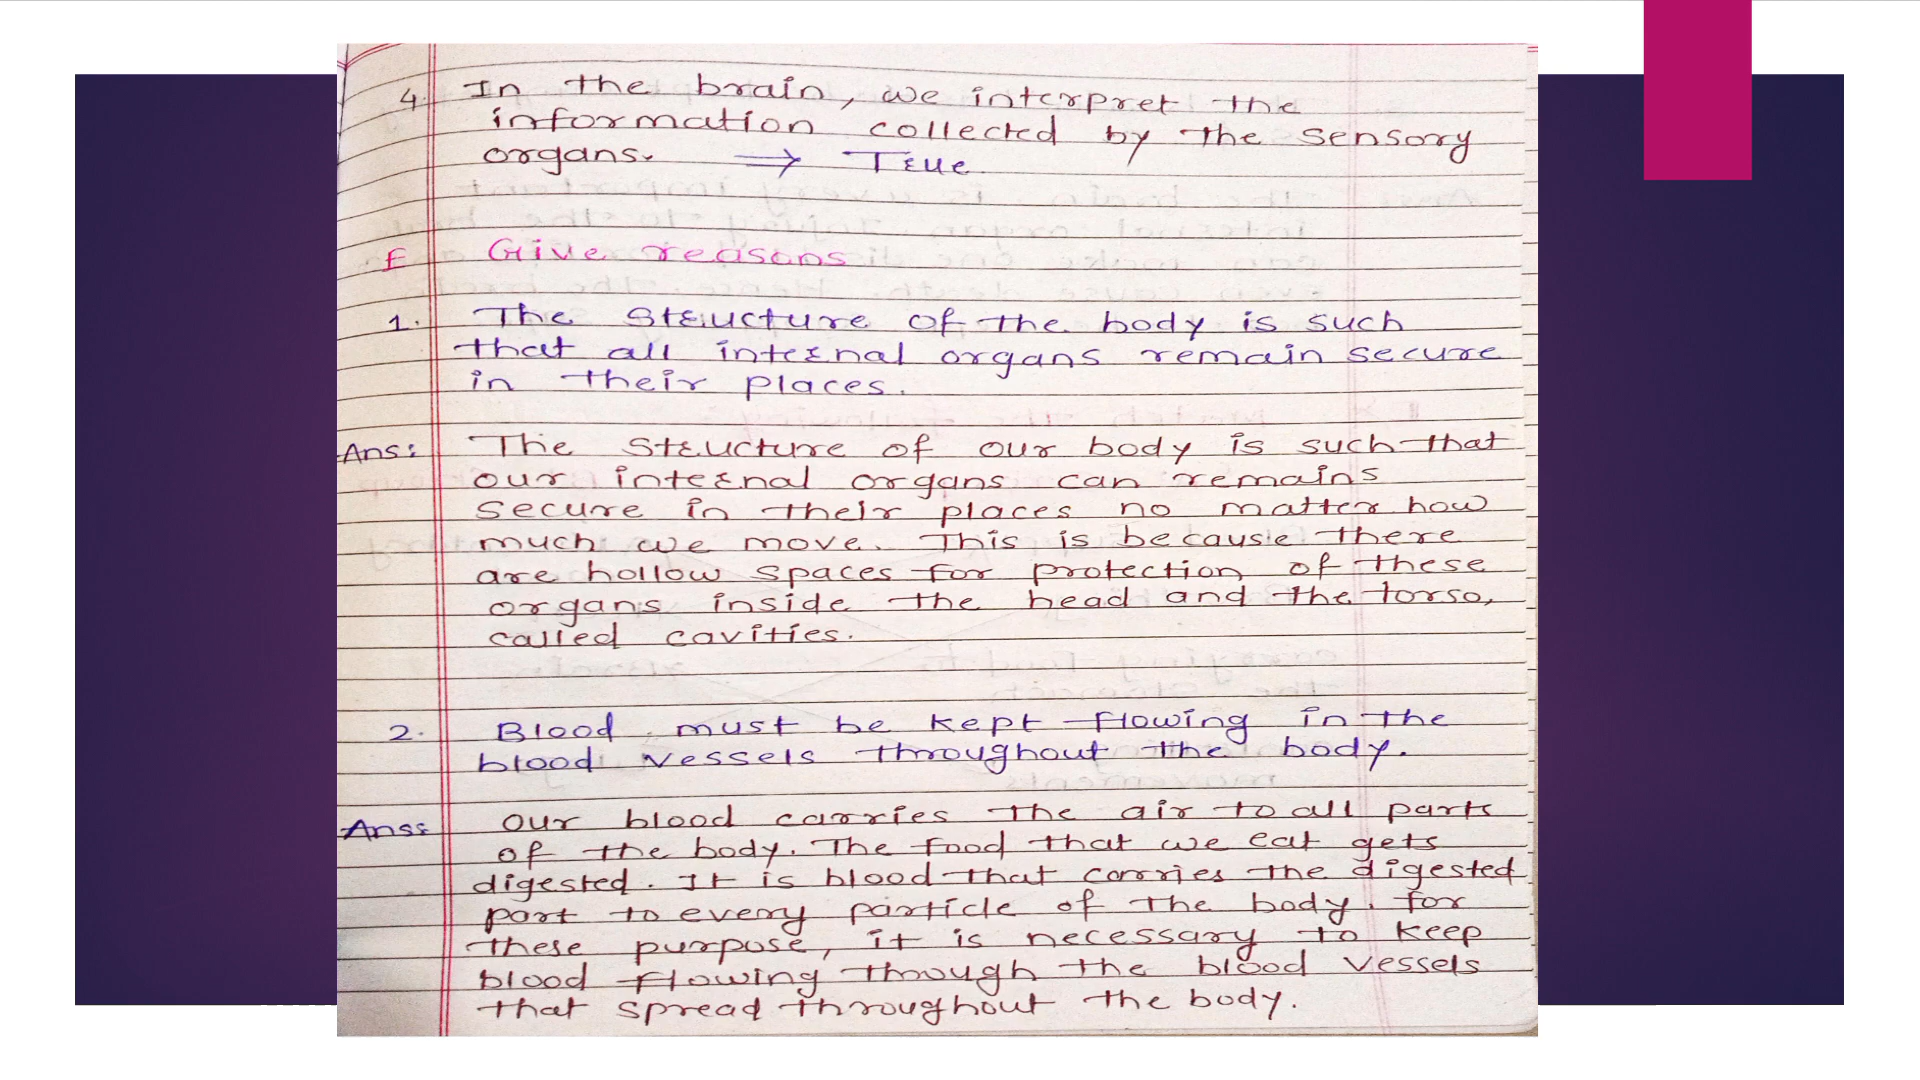 4. In the brain, we interpret the
information collected by the sensory
organs. ⇒ True
E Give reasons
1. The structure of the body is such
that all internal organs remain secure
in their places.
Ans: The structure of our body is such that
our internal organs can remains
secure in their places no matter how
much we move. This is because there
are hollow spaces for protection of these
organs inside the head and the torso,
called cavities.
2. Blood must be kept flowing in the
blood vessels throughout the body.
Ans: Our blood carries the air to all parts
of the body. The food that we eat gets
digested. It is blood that carries the digested
part to every particle of the body. for
these purpose, it is necessary to keep
blood flowing through the blood vessels
that spread throughout the body.